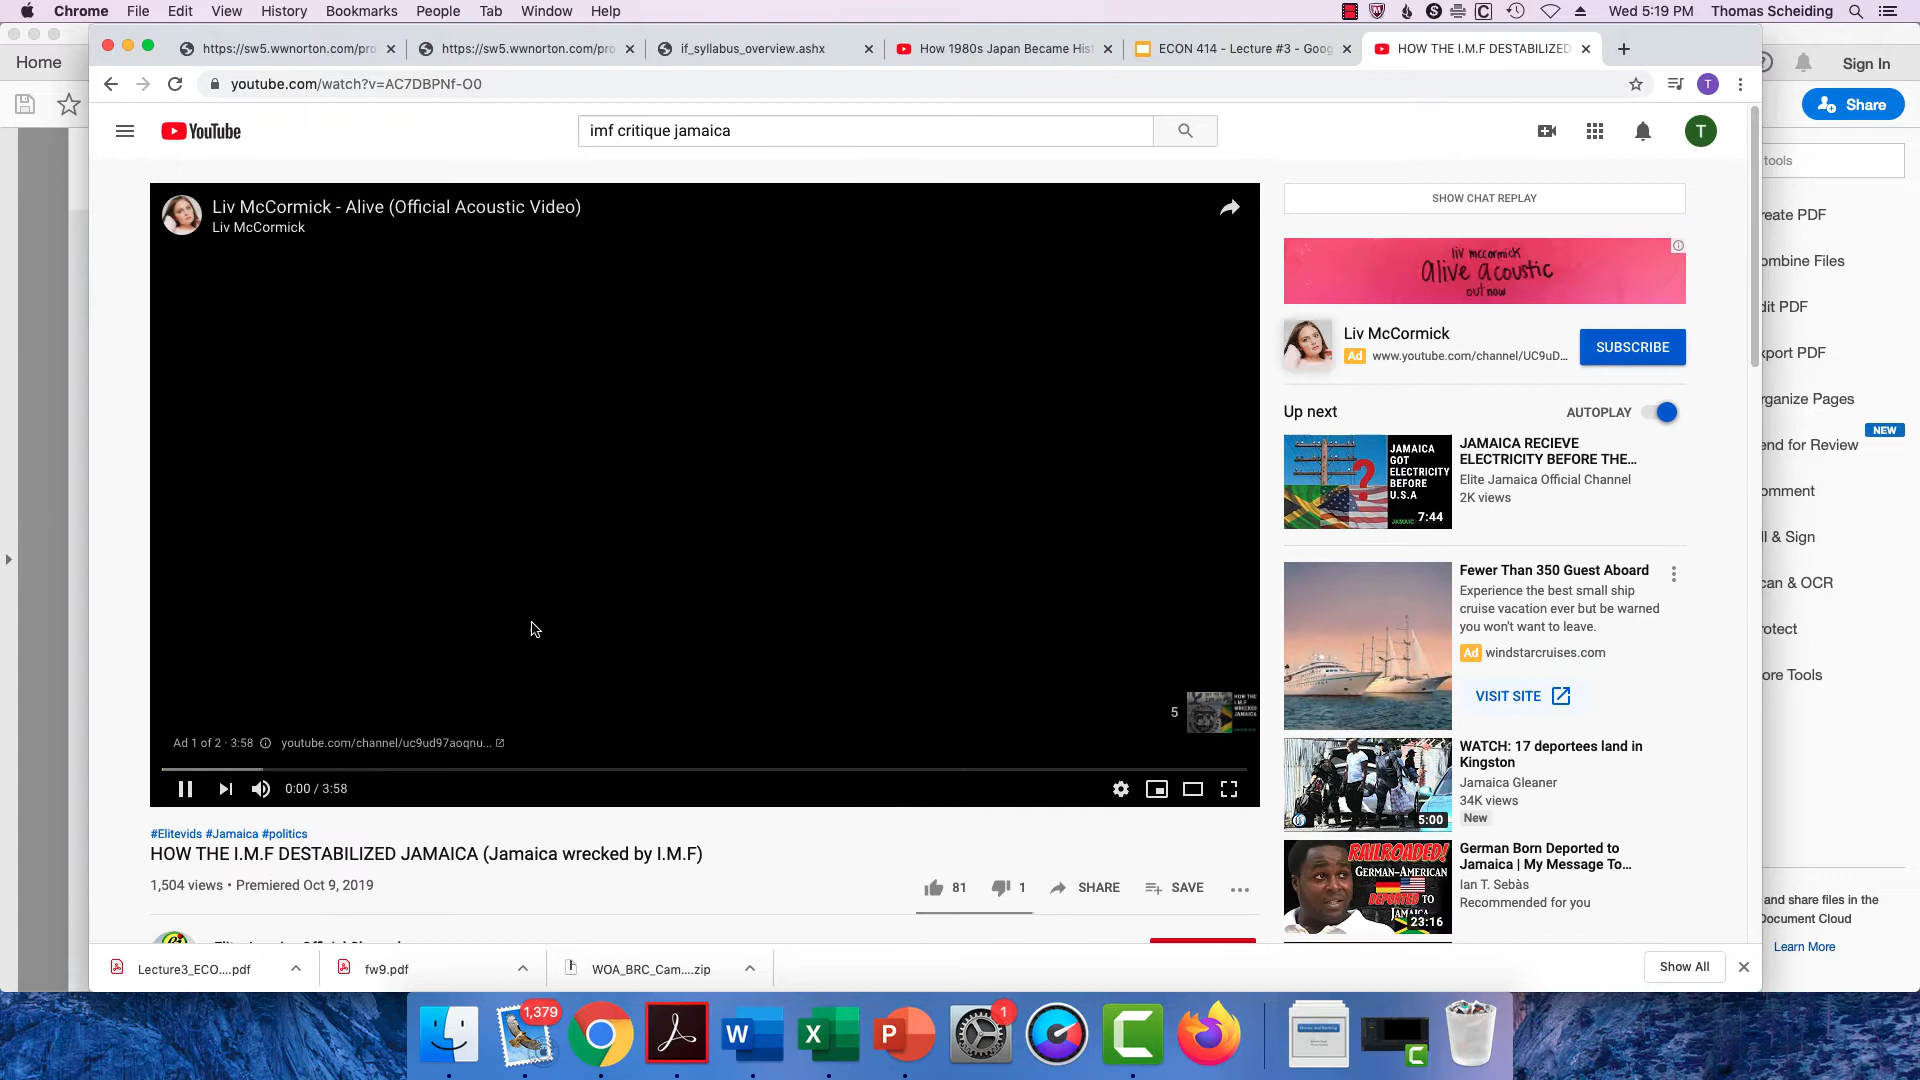 Chrome File Edit View History Bookmarks People Tab Window Help
Wed 5:19 PM Thomas Scheiding
https://sw5.wwnorton.com/pro
https://sw5.wwnorton.com/pro
if_syllabus_overview.ashx
How 1980s Japan Became Hist
ECON 414 - Lecture #3 - Goog
HOW THE I.M.F DESTABILIZED
Home
Sign In
youtube.com/watch?v=AC7DBPNf-O0
T
Share
YouTube
imf critique jamaica
T
tools
Liv McCormick - Alive (Official Acoustic Video)
Liv McCormick
SHOW CHAT REPLAY
liv mccormick
alive acoustic
out now
Liv McCormick
Ad www.youtube.com/channel/UC9uD...
SUBSCRIBE
Up next
AUTOPLAY
JAMAICA GOT ELECTRICITY BEFORE U.S.A
7:44
JAMAICA RECIEVE
ELECTRICITY BEFORE THE...
Elite Jamaica Official Channel
2K views
Fewer Than 350 Guest Aboard
Experience the best small ship
cruise vacation ever but be warned
you won't want to leave.
Ad windstarcruises.com
VISIT SITE
5
HOW THE
I.M.F
WRECKED
JAMAICA
Ad 1 of 2 · 3:58 youtube.com/channel/uc9ud97aoqnu...
0:00 / 3:58
WATCH: 17 deportees land in
Kingston
Jamaica Gleaner
34K views
New
5:00
#Elitevids #Jamaica #politics
HOW THE I.M.F DESTABILIZED JAMAICA (Jamaica wrecked by I.M.F)
1,504 views • Premiered Oct 9, 2019
81 1 SHARE SAVE
RAILROADED!
GERMAN-AMERICAN
DEPORTED TO
JAMAICA
23:16
German Born Deported to
Jamaica | My Message To...
Ian T. Sebàs
Recommended for you
eate PDF
ombine Files
dit PDF
xport PDF
rganize Pages
NEW
end for Review
omment
ll & Sign
can & OCR
rotect
ore Tools
and share files in the
Document Cloud
Learn More
Lecture3_ECO....pdf
fw9.pdf
WOA_BRC_Cam....zip
Show All
1,379
W
X
P
1
C